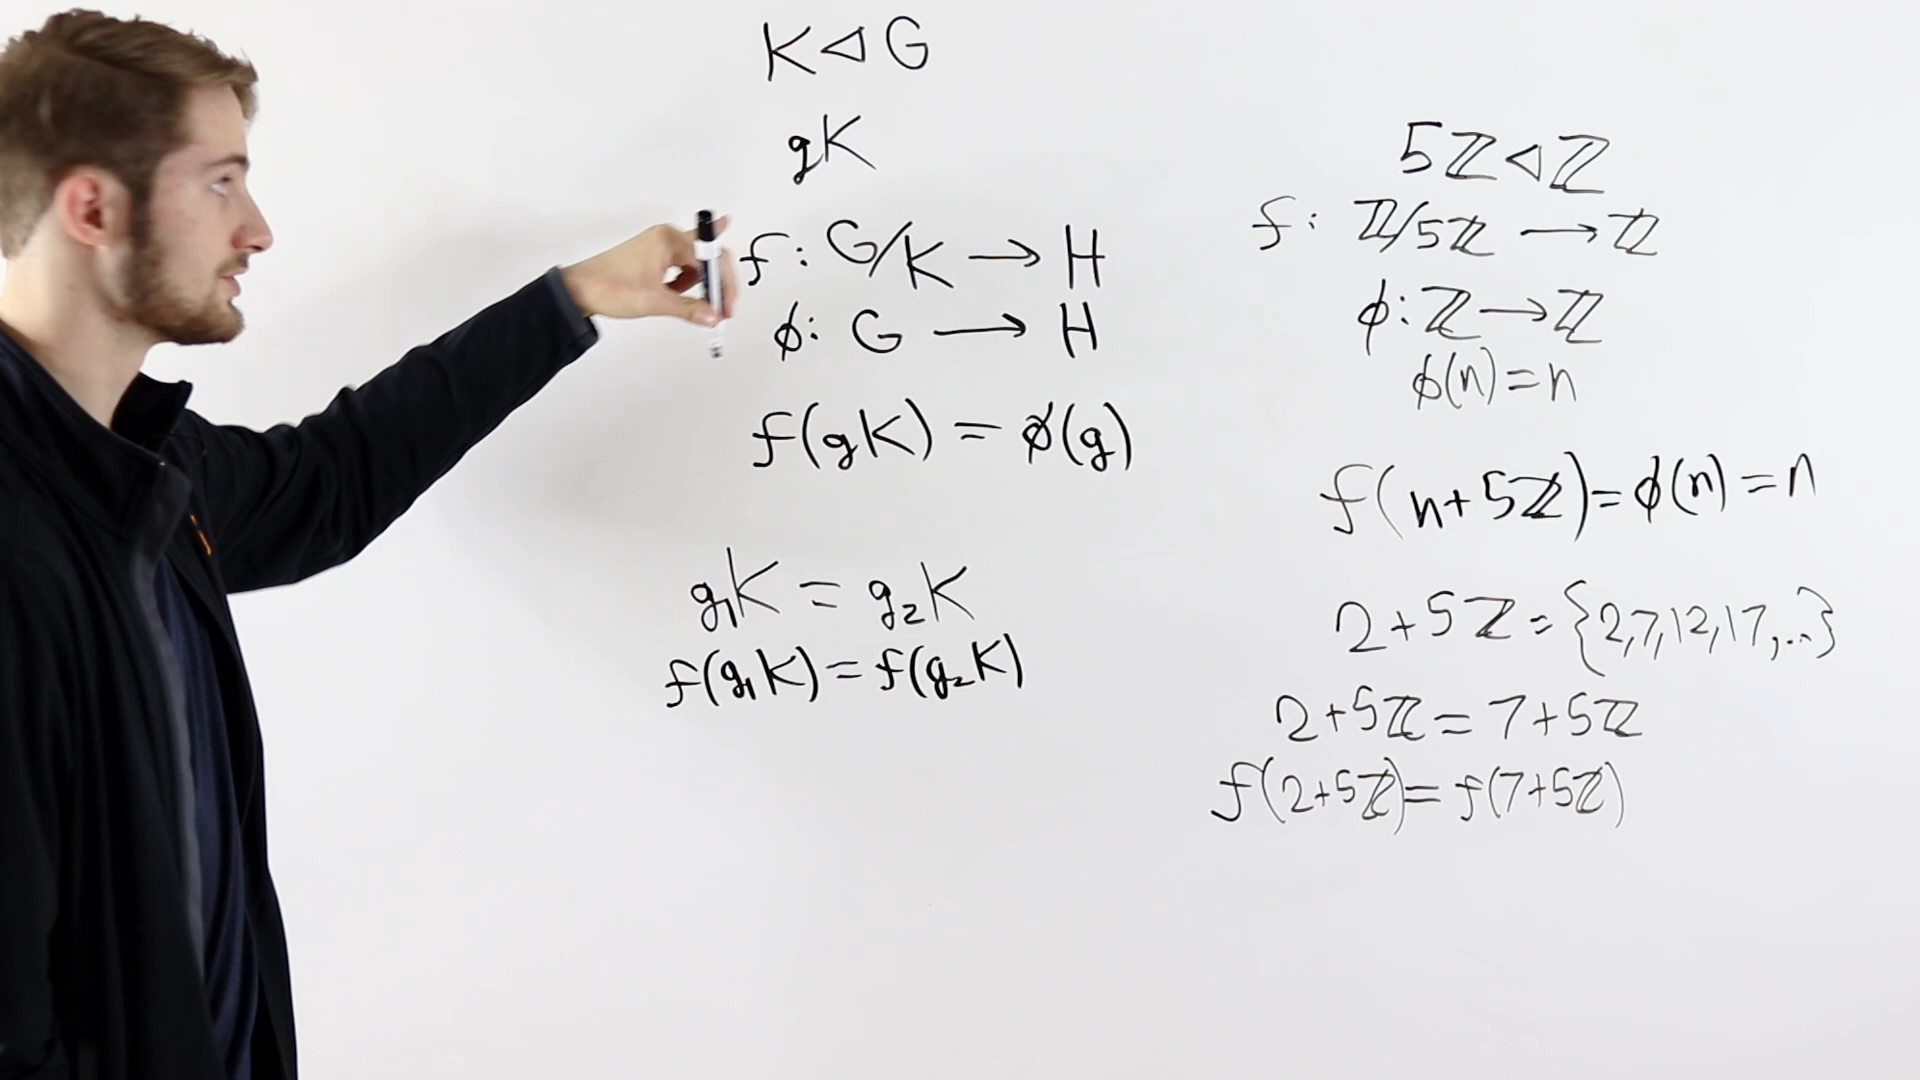 K ⊲ G
gK
f: G/K → H
ϕ: G → H
f(gK) = ϕ(g)
g₁K = g₂K
f(g₁K) = f(g₂K)
5ℤ ⊲ ℤ
f: ℤ/5ℤ → ℤ
ϕ: ℤ → ℤ
ϕ(n) = n
f(n+5ℤ) = ϕ(n) = n
2+5ℤ = {2,7,12,17,...}
2+5ℤ = 7+5ℤ
f(2+5ℤ) = f(7+5ℤ)